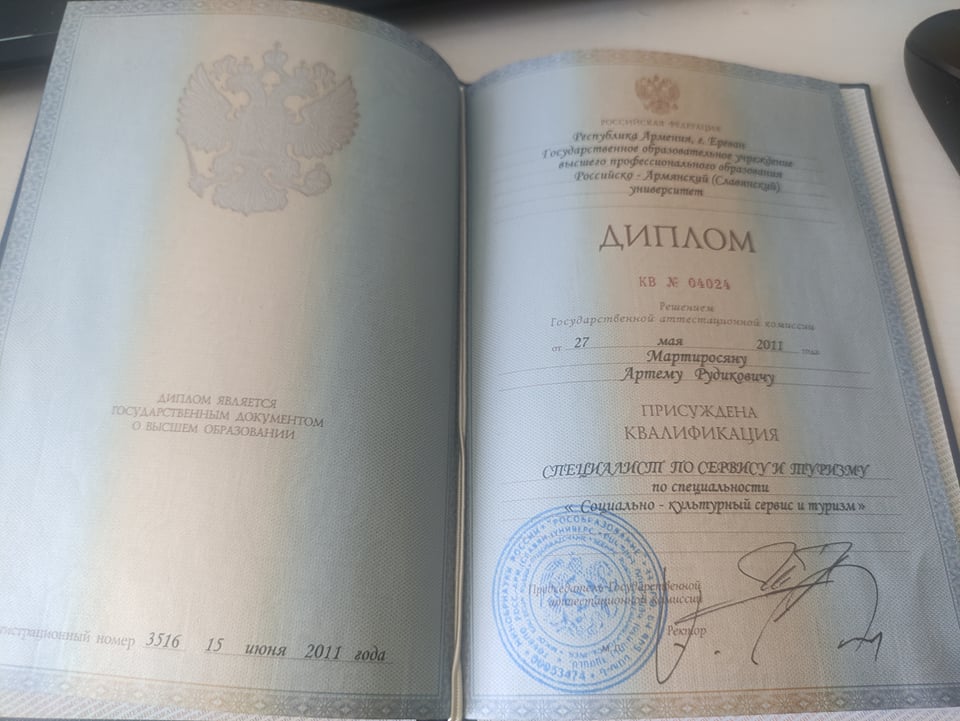 ДИПЛОМ ЯВЛЯЕТСЯ
ГОСУДАРСТВЕННЫМ ДОКУМЕНТОМ
О ВЫСШЕМ ОБРАЗОВАНИИ
номер 3516 15 июня 2011 года
РОССИЙСКАЯ ФЕДЕРАЦИЯ
Республика Армения, г. Ереван
Государственное образовательное учреждение
высшего профессионального образования
Российско - Армянский (Славянский)
университет
ДИПЛОМ
КВ № 04024
Решением
Государственной аттестационной комиссии
от 27 мая 2011 года
Мартиросяну
Артему Рудиковичу
ПРИСУЖДЕНА
КВАЛИФИКАЦИЯ
СПЕЦИАЛИСТ ПО СЕРВИСУ И ТУРИЗМУ
по специальности
« Социально - культурный сервис и туризм»
Председатель Государственной
аттестационной комиссии
Ректор